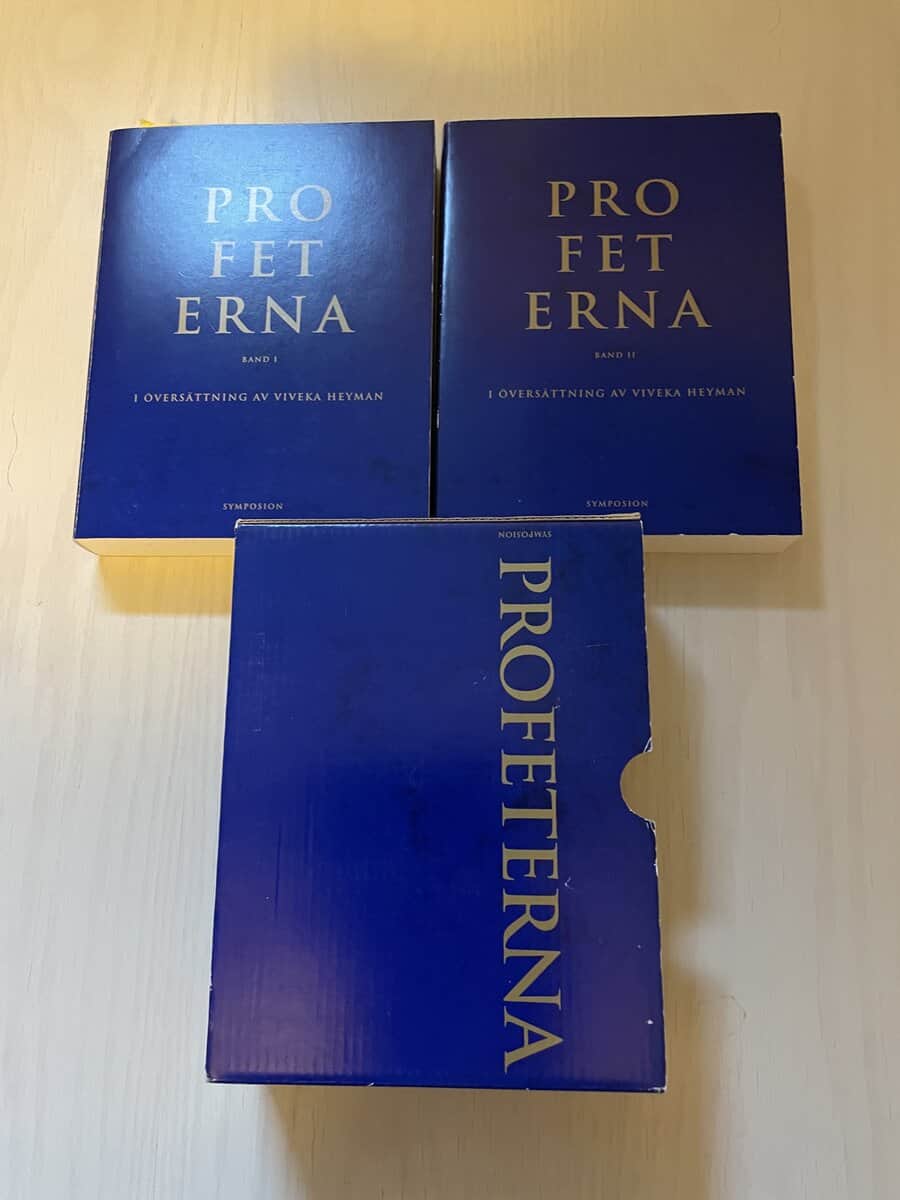 PRO
FET
ERNA
BAND I
I ÖVERSÄTTNING AV VIVEKA HEYMAN
SYMPOSION
PRO
FET
ERNA
BAND II
I ÖVERSÄTTNING AV VIVEKA HEYMAN
SYMPOSION
SYMPOSION
PROFETERNA